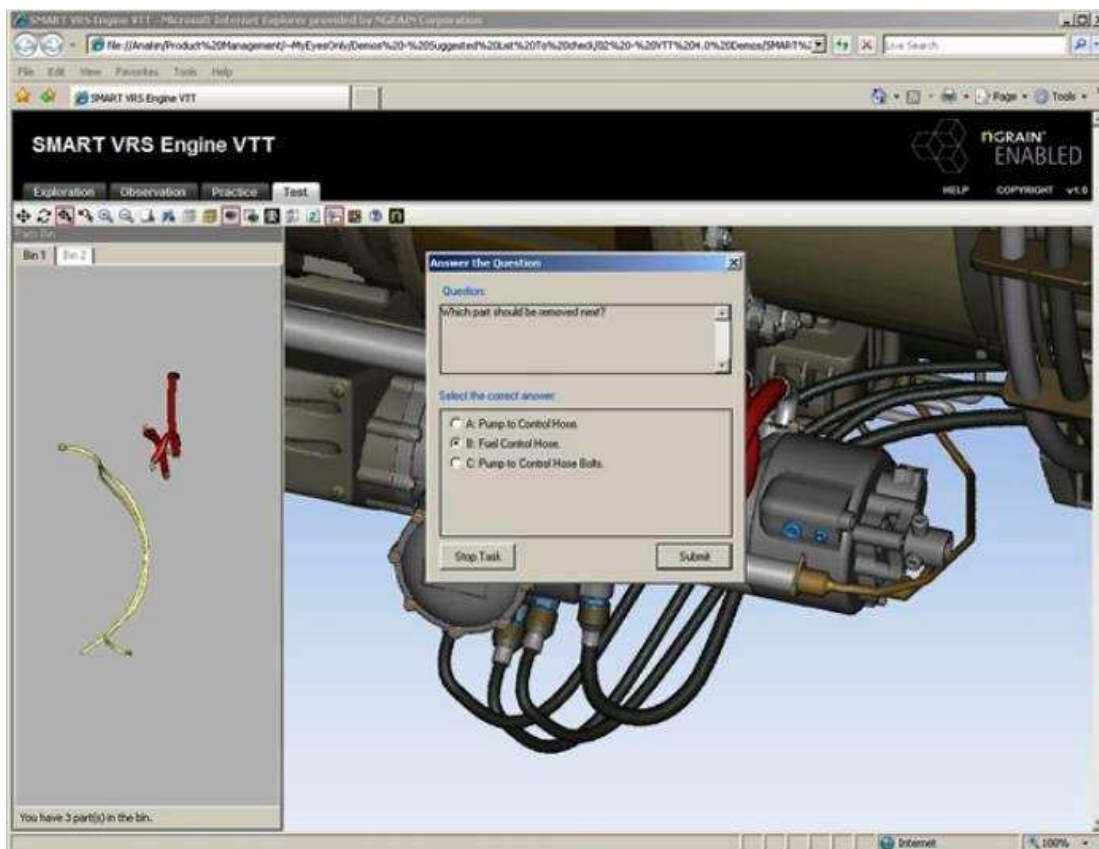 SMART VRS Engine VTT - Microsoft Internet Explorer provided by NGRAIN Corporation
Live Search
File Edit View Favorites Tools Help
SMART VRS Engine VTT
Page Tools
SMART VRS Engine VTT
NGRAIN
ENABLED
Exploration Observation Practice Test
HELP COPYRIGHT v1.0
Parts Bin
Bin 1 Bin 2
Answer the Question
Question:
Which part should be removed next?
Select the correct answer:
A: Pump to Control Hose.
B: Fuel Control Hose.
C: Pump to Control Hose Bolts.
Stop Task Submit
You have 3 part(s) in the bin.
Internet 100%